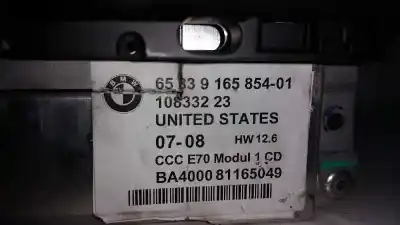 BMW
65.83 9 165 854-01
108332 23
UNITED STATES
07-08 HW 12.6
CCC E70 Modul 1 CD
BA4000 81165049